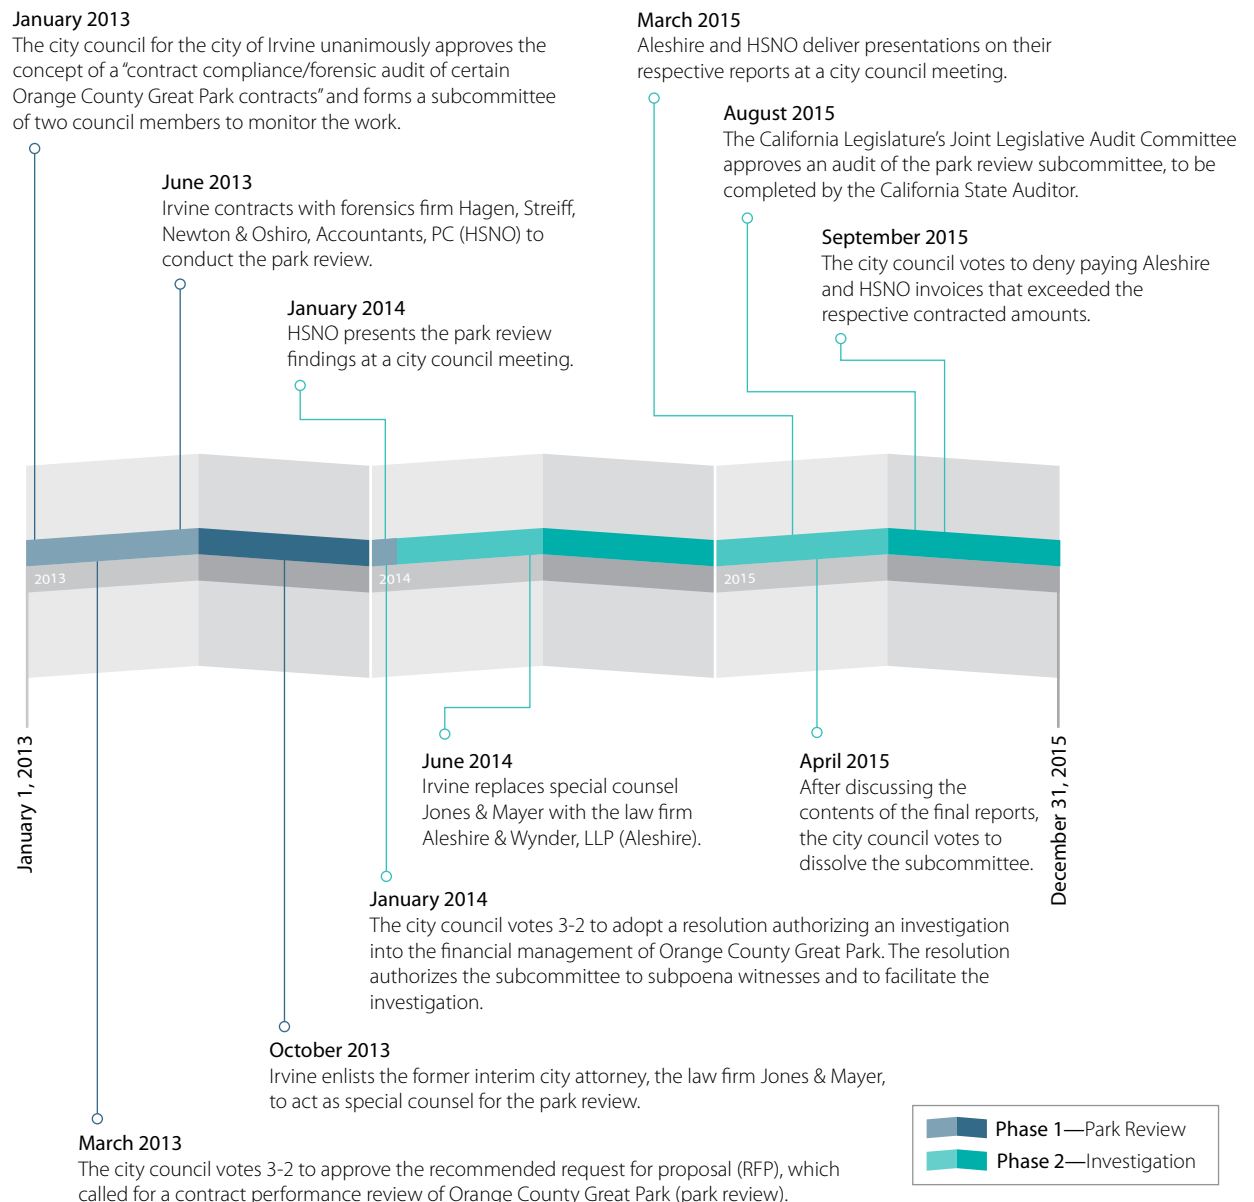 January 2013
The city council for the city of Irvine unanimously approves the
concept of a “contract compliance/forensic audit of certain
Orange County Great Park contracts” and forms a subcommittee
of two council members to monitor the work.
June 2013
Irvine contracts with forensics firm Hagen, Streiff,
Newton & Oshiro, Accountants, PC (HSNO) to
conduct the park review.
January 2014
HSNO presents the park review
findings at a city council meeting.
March 2015
Aleshire and HSNO deliver presentations on their
respective reports at a city council meeting.
August 2015
The California Legislature’s Joint Legislative Audit Committee
approves an audit of the park review subcommittee, to be
completed by the California State Auditor.
September 2015
The city council votes to deny paying Aleshire
and HSNO invoices that exceeded the
respective contracted amounts.
2013
2014
2015
January 1, 2013
December 31, 2015
June 2014
Irvine replaces special counsel
Jones & Mayer with the law firm
Aleshire & Wynder, LLP (Aleshire).
April 2015
After discussing the
contents of the final reports,
the city council votes to
dissolve the subcommittee.
January 2014
The city council votes 3-2 to adopt a resolution authorizing an investigation
into the financial management of Orange County Great Park. The resolution
authorizes the subcommittee to subpoena witnesses and to facilitate the
investigation.
October 2013
Irvine enlists the former interim city attorney, the law firm Jones & Mayer,
to act as special counsel for the park review.
March 2013
The city council votes 3-2 to approve the recommended request for proposal (RFP), which
called for a contract performance review of Orange County Great Park (park review).
Phase 1—Park Review
Phase 2—Investigation